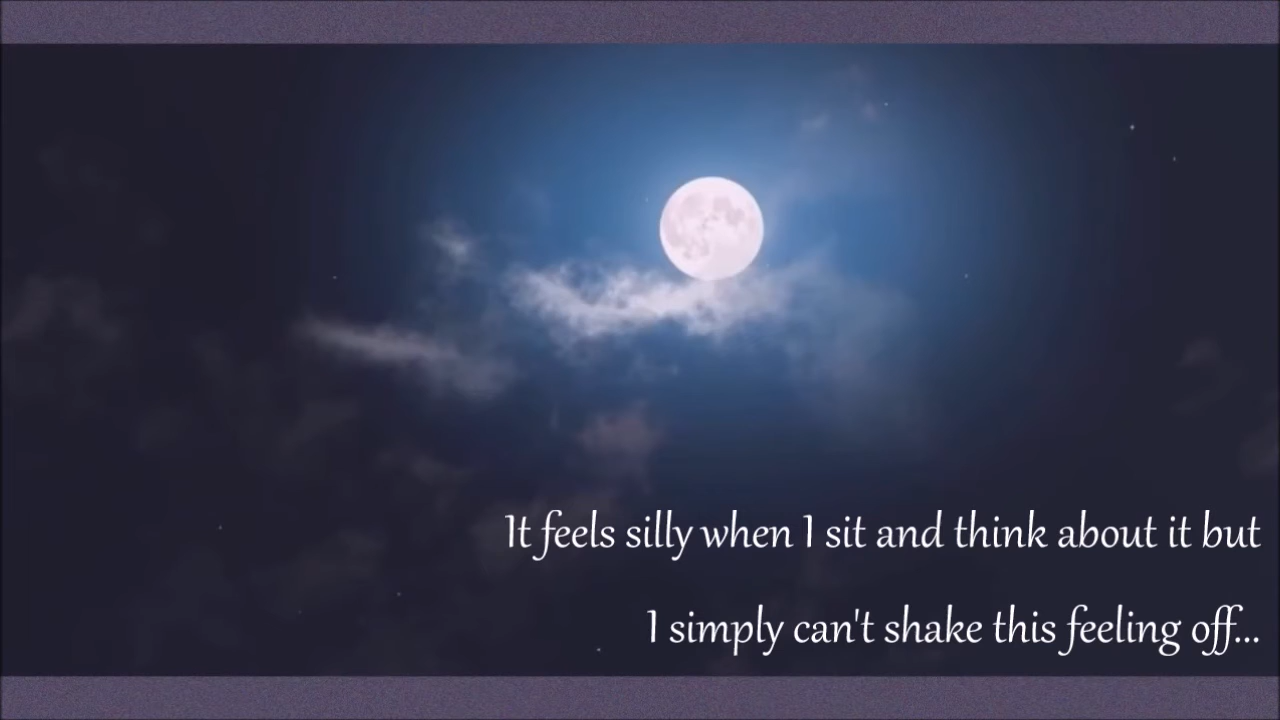 It feels silly when I sit and think about it but
I simply can't shake this feeling off...